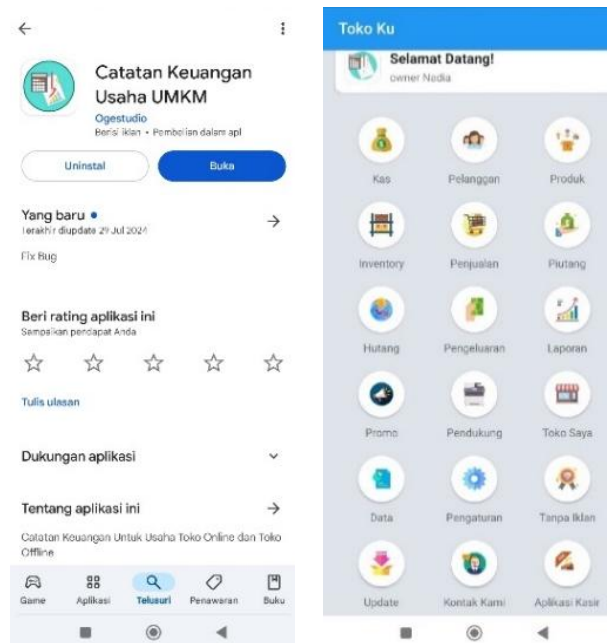 Catatan Keuangan
Usaha UMKM
Ogestudio
Berisi iklan • Pembelian dalam apl
Uninstal
Buka
Yang baru •
Terakhir diupdate 29 Jul 2024
Fix Bug
Beri rating aplikasi ini
Sampaikan pendapat Anda
Tulis ulasan
Dukungan aplikasi
Tentang aplikasi ini
Catatan Keuangan Untuk Usaha Toko Online dan Toko
Offline
Game Aplikasi Telusuri Penawaran Buku
Toko Ku
Selamat Datang!
owner Nadia
Kas Pelanggan Produk
Inventory Penjualan Piutang
Hutang Pengeluaran Laporan
Promo Pendukung Toko Saya
Data Pengaturan Tanpa Iklan
Update Kontak Kami Aplikasi Kasir